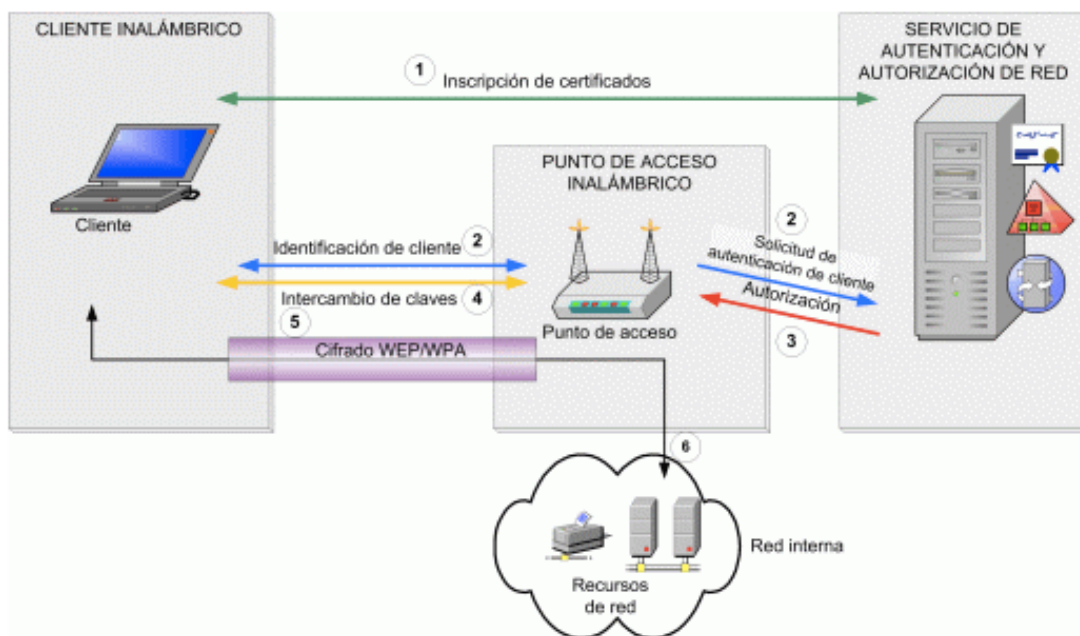 CLIENTE INALÁMBRICO
SERVICIO DE
AUTENTICACIÓN Y
AUTORIZACIÓN DE RED
1
Inscripción de certificados
PUNTO DE ACCESO
INALÁMBRICO
Cliente
Identificación de cliente 2
2
Solicitud de
autenticación de cliente
Intercambio de claves 4
Autorización
Punto de acceso
3
5
Cifrado WEP/WPA
6
Red interna
Recursos
de red